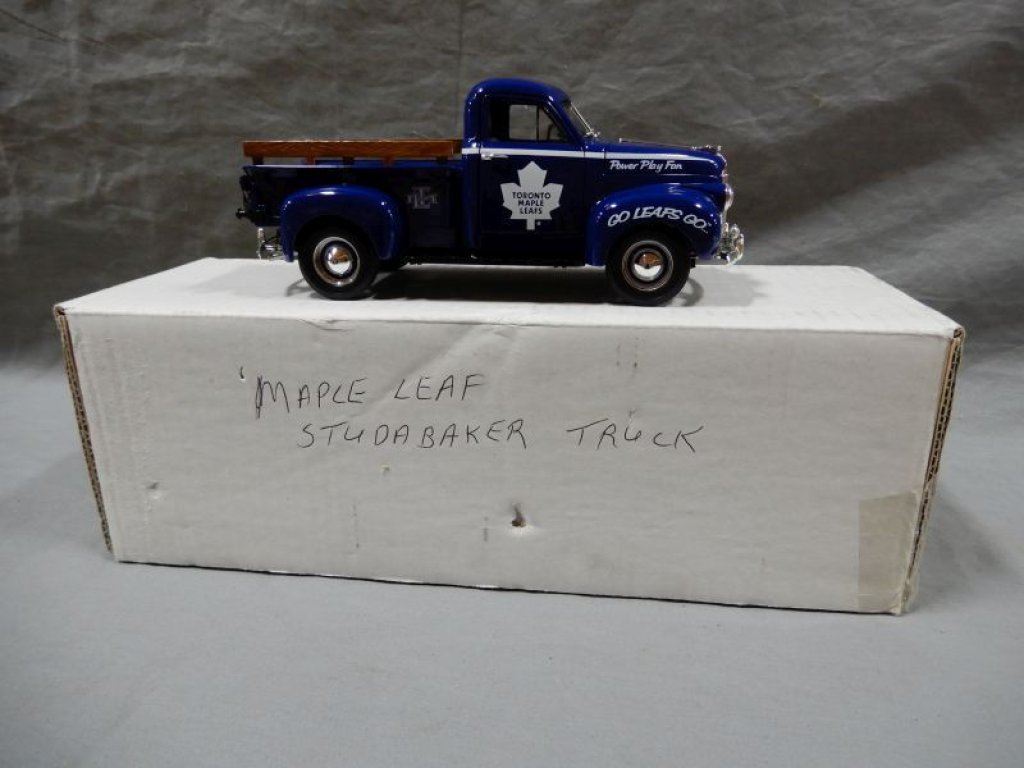 Power Play Fan
TORONTO
MAPLE
LEAFS
GO LEAFS GO
'MAPLE LEAF
STUDABAKER TRUCK